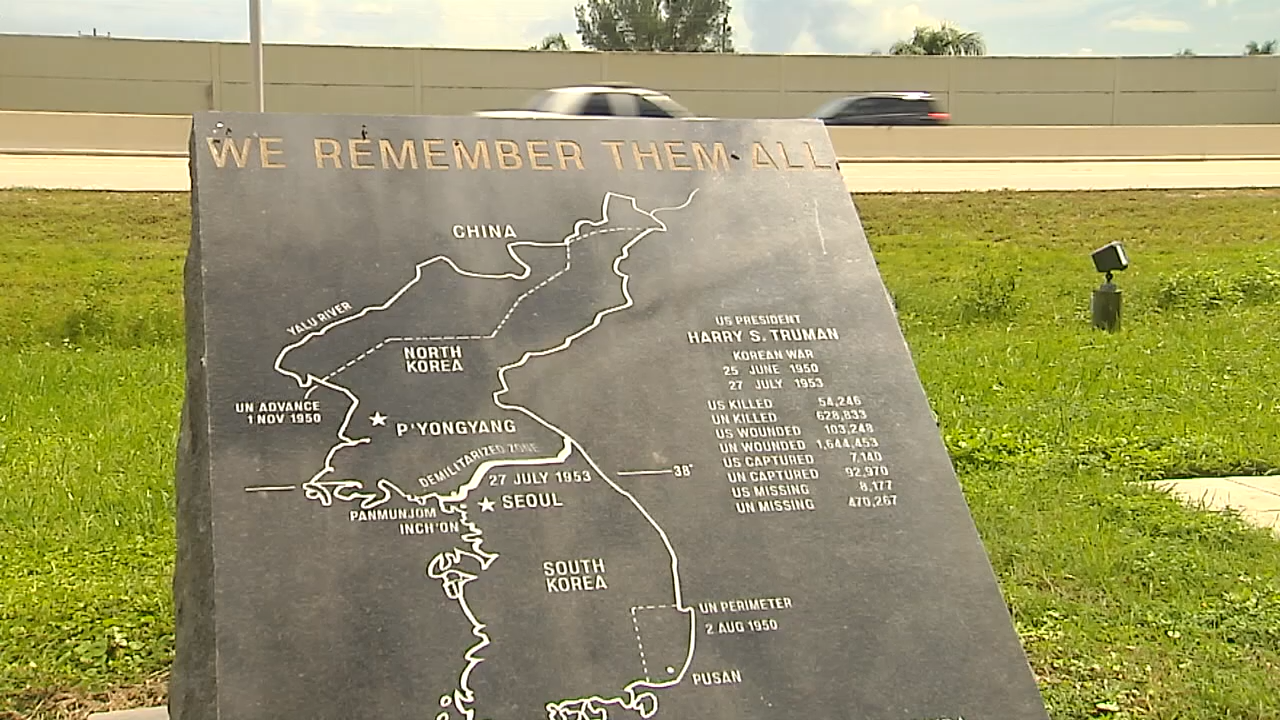 WE REMEMBER THEM ALL
CHINA
YALU RIVER
NORTH
KOREA
UN ADVANCE
1 NOV 1950
P'YONGYANG
DEMILITARIZED ZONE
27 JULY 1953
SEOUL
PANMUNJOM
INCH'ON
38°
SOUTH
KOREA
UN PERIMETER
2 AUG 1950
PUSAN
US PRESIDENT
HARRY S. TRUMAN
KOREAN WAR
25 JUNE 1950
27 JULY 1953
US KILLED 54,246
UN KILLED 628,833
US WOUNDED 103,248
UN WOUNDED 1,644,453
US CAPTURED 7,140
UN CAPTURED 92,970
US MISSING 8,177
UN MISSING 470,267